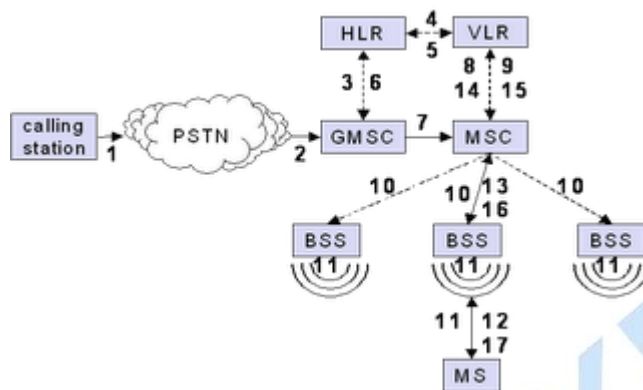 HLR
4
5
VLR
3 6
8 9
14 15
calling
station
1
PSTN
2
GMSC
7
MSC
10
10
13
16
10
BSS
BSS
BSS
11
11
11
11
12
17
MS